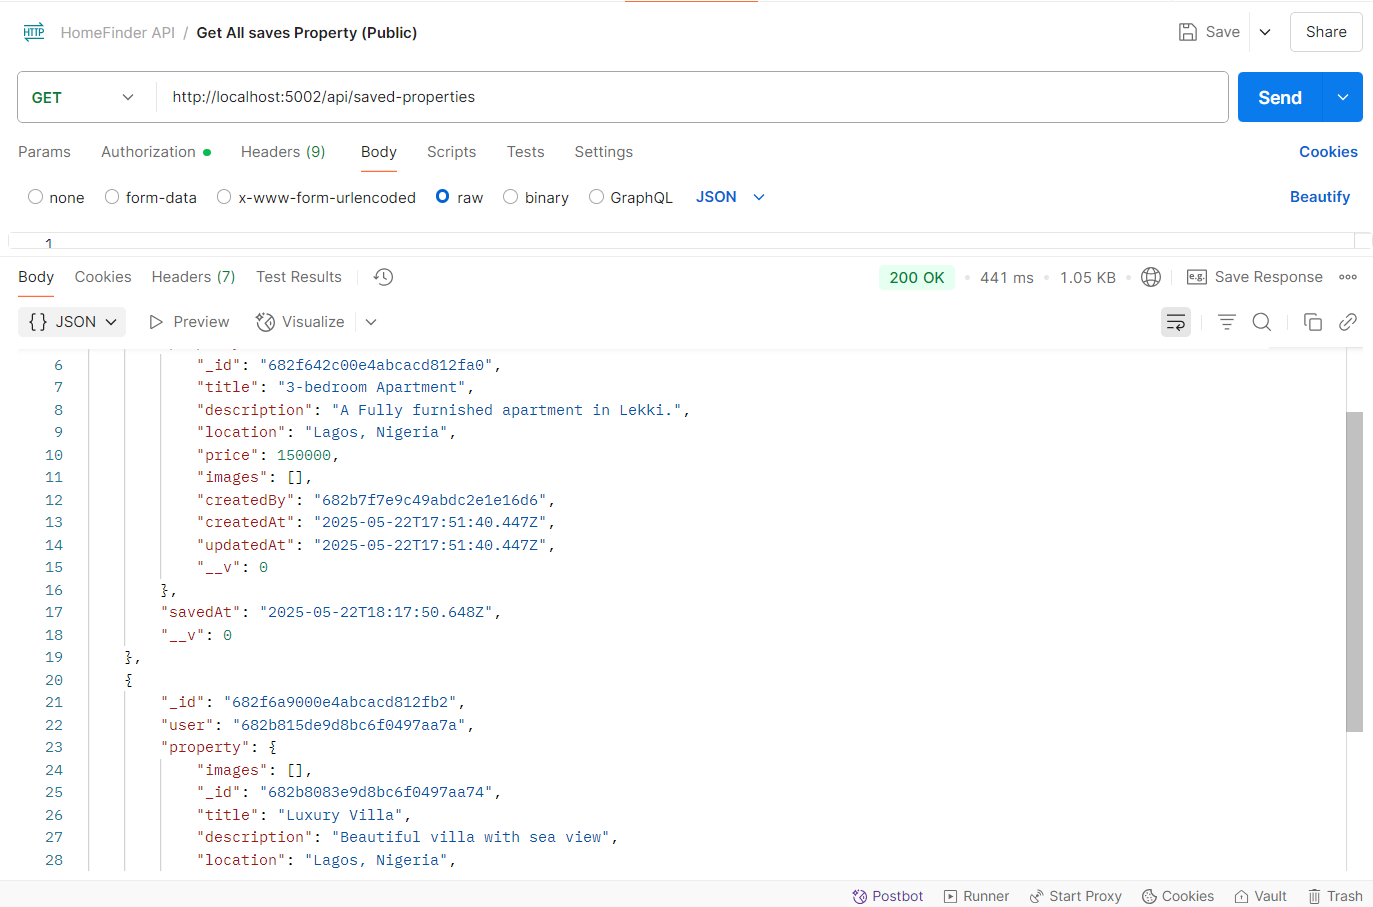 HTTP HomeFinder API / Get All saves Property (Public) Save Share
GET http://localhost:5002/api/saved-properties Send
Params Authorization Headers (9) Body Scripts Tests Settings Cookies
none form-data x-www-form-urlencoded raw binary GraphQL JSON Beautify
1
Body Cookies Headers (7) Test Results 200 OK 441 ms 1.05 KB e.g. Save Response
{} JSON Preview Visualize
6 "_id": "682f642c00e4abcacd812fa0",
7 "title": "3-bedroom Apartment",
8 "description": "A Fully furnished apartment in Lekki.",
9 "location": "Lagos, Nigeria",
10 "price": 150000,
11 "images": [],
12 "createdBy": "682b7f7e9c49abdc2e1e16d6",
13 "createdAt": "2025-05-22T17:51:40.447Z",
14 "updatedAt": "2025-05-22T17:51:40.447Z",
15 "__v": 0
16 },
17 "savedAt": "2025-05-22T18:17:50.648Z",
18 "__v": 0
19 },
20 {
21 "_id": "682f6a9000e4abcacd812fb2",
22 "user": "682b815de9d8bc6f0497aa7a",
23 "property": {
24 "images": [],
25 "_id": "682b8083e9d8bc6f0497aa74",
26 "title": "Luxury Villa",
27 "description": "Beautiful villa with sea view",
28 "location": "Lagos, Nigeria",
Postbot Runner Start Proxy Cookies Vault Trash